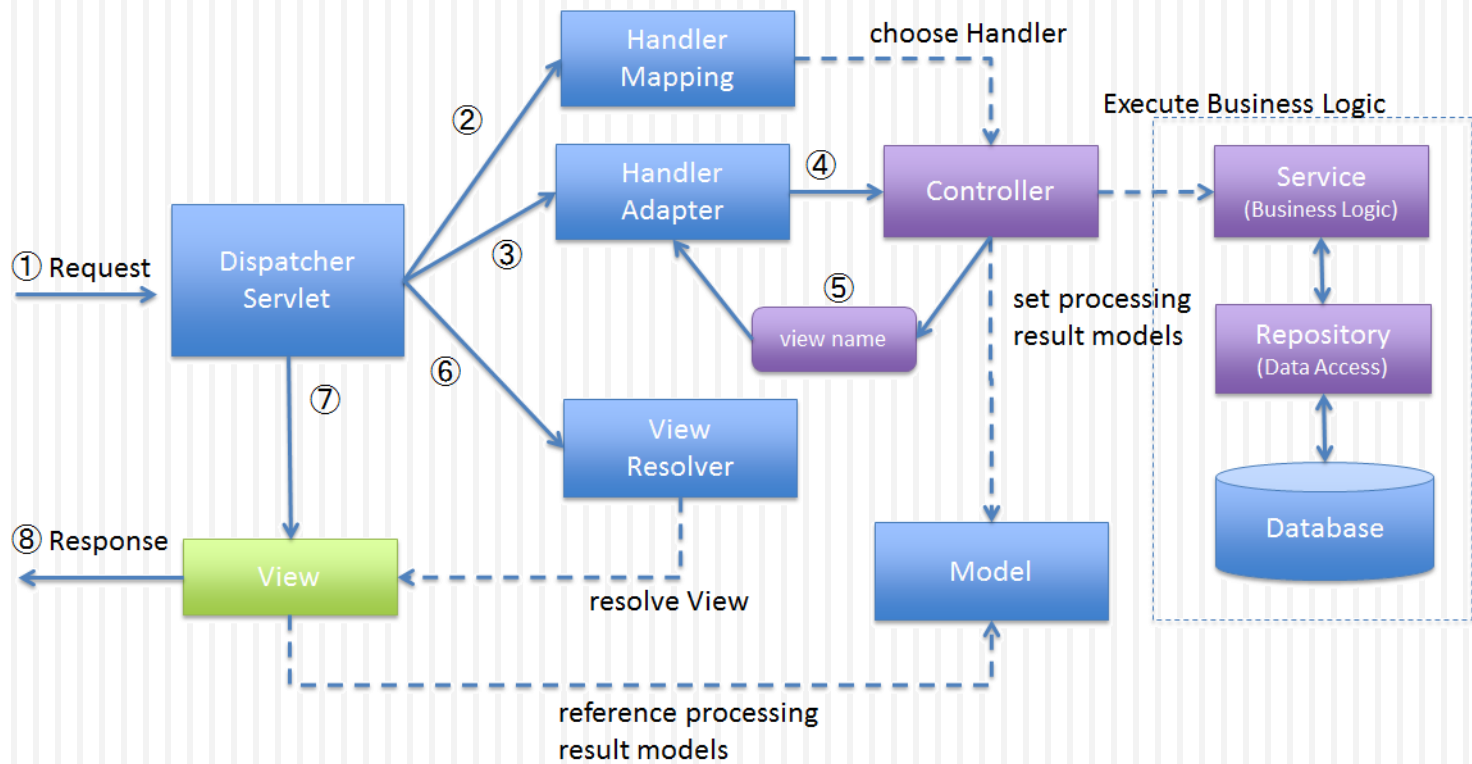 Handler
Mapping
choose Handler
②
Execute Business Logic
Handler
Adapter
④
Controller
Service
(Business Logic)
① Request
Dispatcher
Servlet
③
⑤
view name
set processing
result models
Repository
(Data Access)
⑥
⑦
View
Resolver
Database
⑧ Response
View
resolve View
Model
reference processing
result models